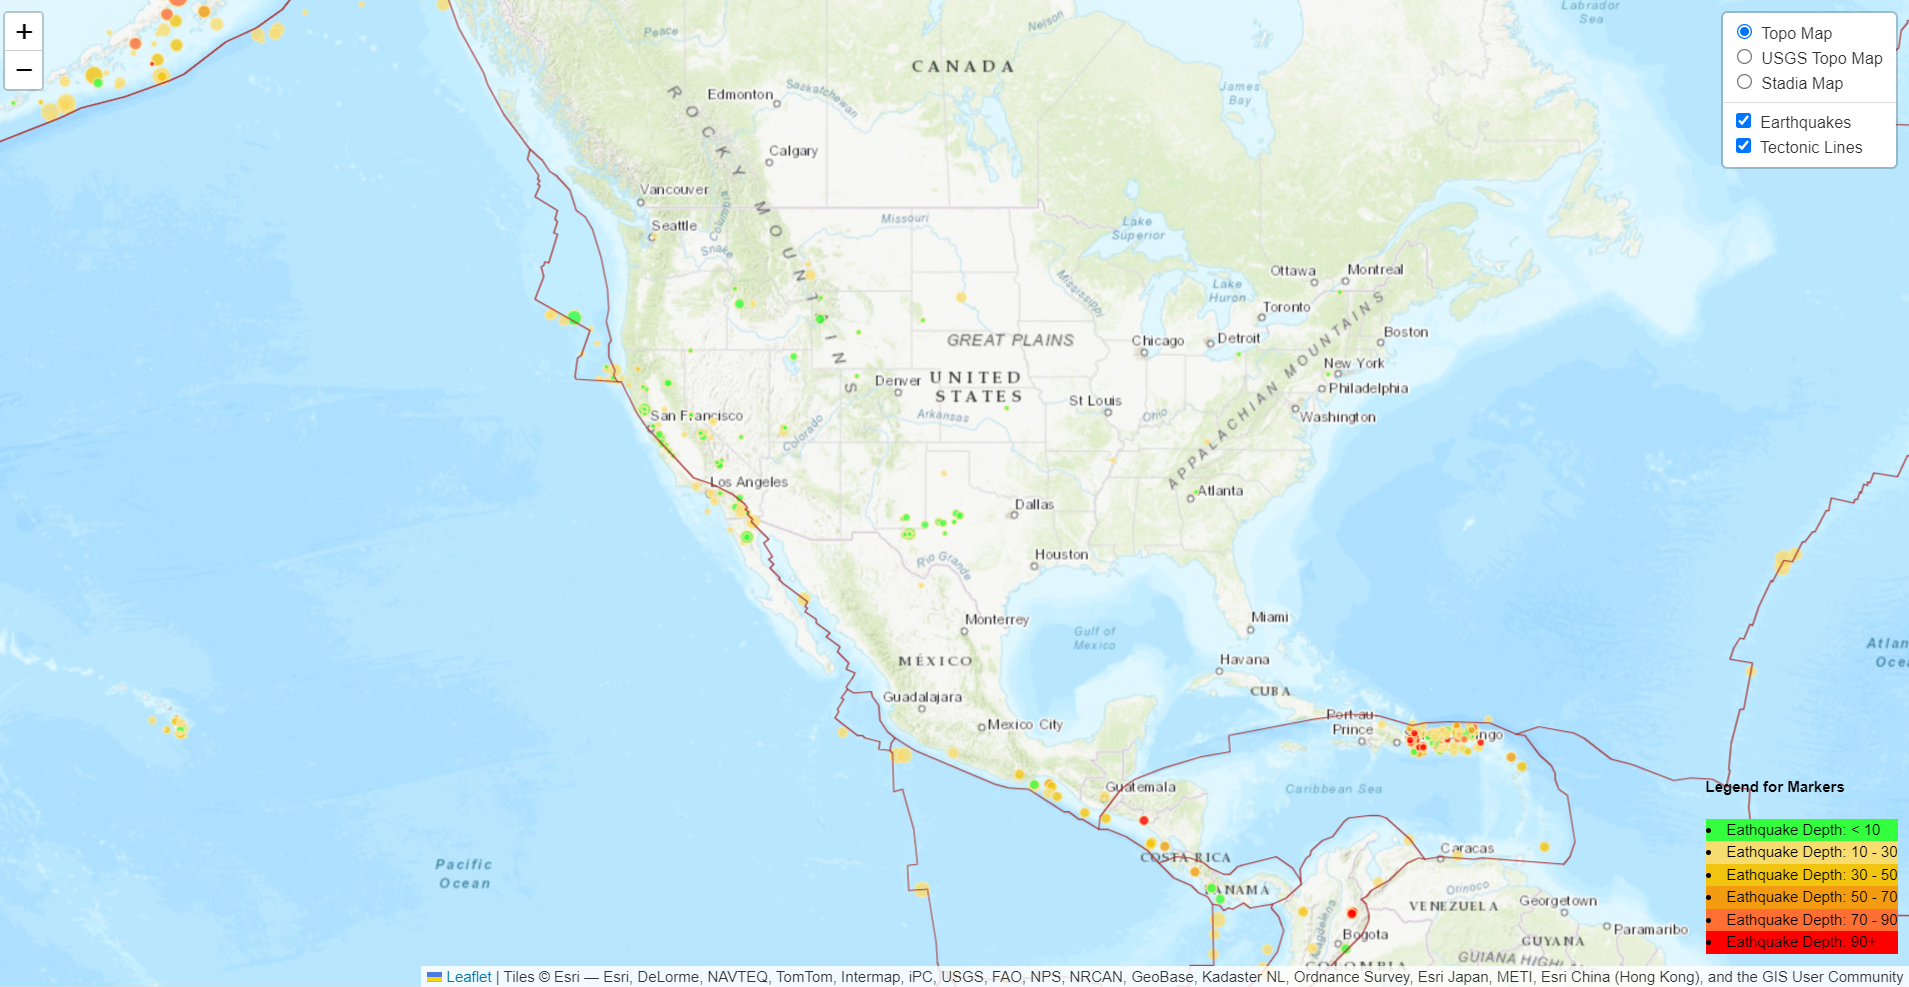 +
−
Topo Map
USGS Topo Map
Stadia Map
Earthquakes
Tectonic Lines
Labrador
Sea
Peace
Nelson
CANADA
James
Bay
Edmonton
Saskatchewan
ROCKY MOUNTAINS
Calgary
Vancouver
Columbia
Seattle
Snake
Missouri
Lake
Superior
Mississippi
Ottawa
Montreal
Lake
Huron
Toronto
Boston
GREAT PLAINS
Chicago
Detroit
New York
Denver
UNITED
STATES
Philadelphia
St Louis
Arkansas
Ohio
Washington
San Francisco
Colorado
APPALACHIAN MOUNTAINS
Los Angeles
Atlanta
Dallas
Houston
Rio Grande
Monterrey
Miami
Gulf of
Mexico
MÉXICO
Havana
CUBA
Guadalajara
Mexico City
Port-au-
Prince
S ingo
Atlan
Oce
Guatemala
Caribbean Sea
COSTA RICA
PANAMÁ
Caracas
Pacific
Ocean
Orinoco
VENEZUELA
Georgetown
Magdalena
Bogota
Paramaribo
GUYANA
GUIANA HIGHL
COLOMBIA
Legend for Markers
Eathquake Depth: < 10
Eathquake Depth: 10 - 30
Eathquake Depth: 30 - 50
Eathquake Depth: 50 - 70
Eathquake Depth: 70 - 90
Eathquake Depth: 90+
Leaflet | Tiles © Esri — Esri, DeLorme, NAVTEQ, TomTom, Intermap, iPC, USGS, FAO, NPS, NRCAN, GeoBase, Kadaster NL, Ordnance Survey, Esri Japan, METI, Esri China (Hong Kong), and the GIS User Community